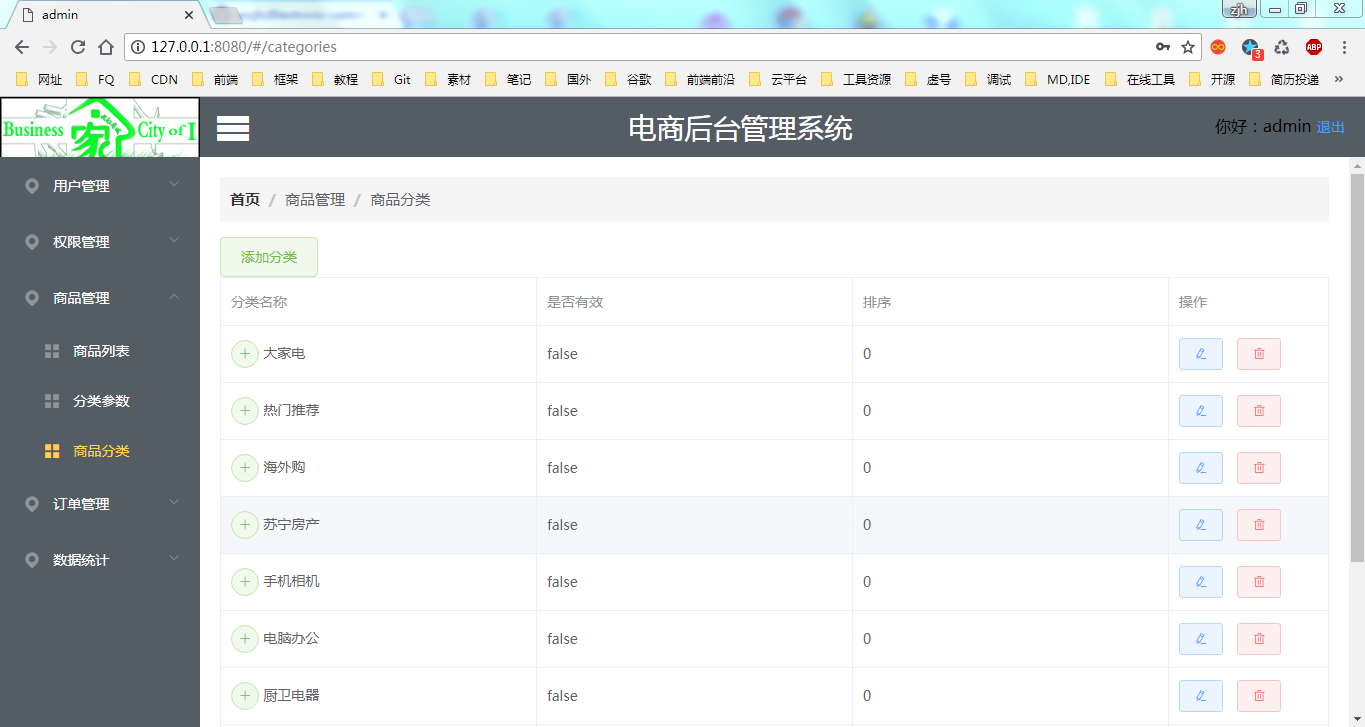 admin
zjh
127.0.0.1:8080/#/categories
3
ABP
网址 FQ CDN 前端 框架 教程 Git 素材 笔记 国外 谷歌 前端前沿 云平台 工具资源 虚号 调试 MD,IDE 在线工具 开源 简历投递 »
Business 家 City of I
电商后台管理系统
你好：admin 退出
用户管理
权限管理
商品管理
商品列表
分类参数
商品分类
订单管理
数据统计
首页 / 商品管理 / 商品分类
添加分类
分类名称 是否有效 排序 操作
大家电 false 0
热门推荐 false 0
海外购 false 0
苏宁房产 false 0
手机相机 false 0
电脑办公 false 0
厨卫电器 false 0